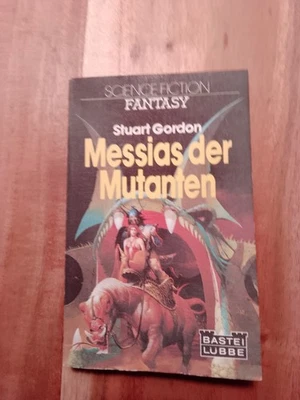 SCIENCE FICTION
FANTASY
Stuart Gordon
Messias der
Mutanten
BASTEI
LÜBBE